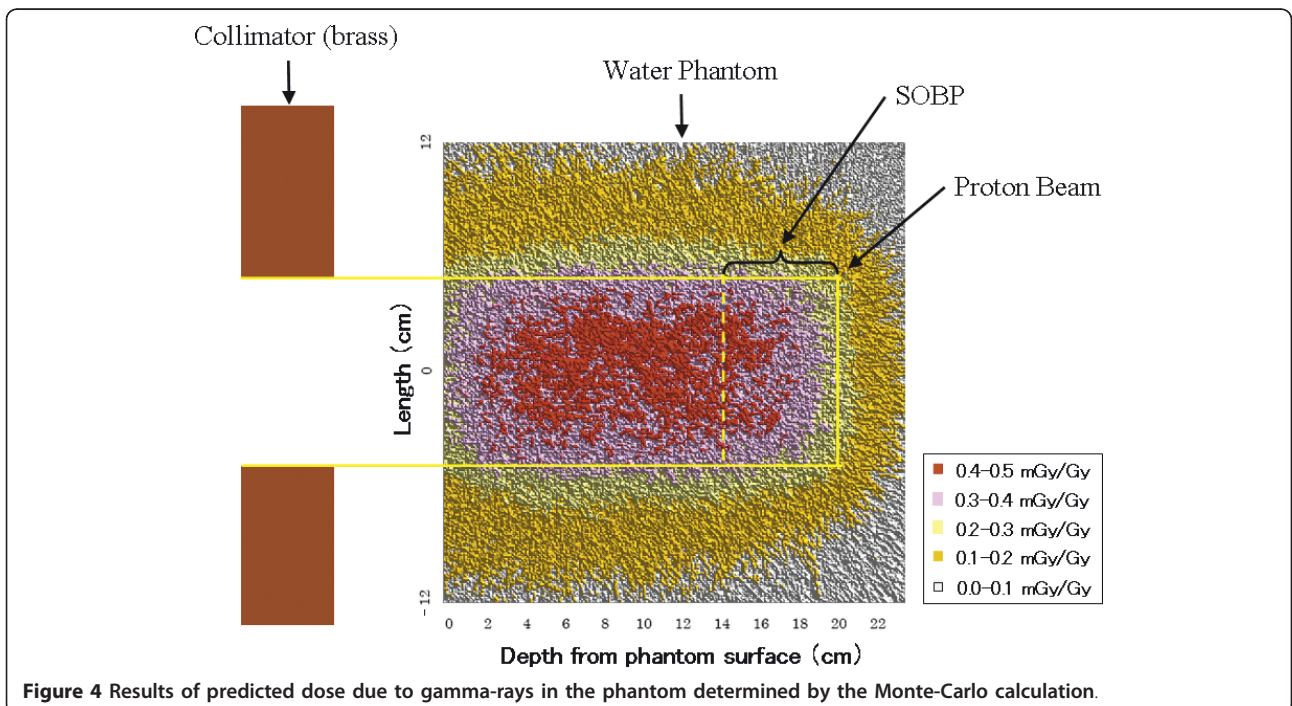 Collimator (brass)
Water Phantom
SOBP
Proton Beam
Length (cm)
12
0
-12
0 2 4 6 8 10 12 14 16 18 20 22
Depth from phantom surface (cm)
0.4-0.5 mGy/Gy
0.3-0.4 mGy/Gy
0.2-0.3 mGy/Gy
0.1-0.2 mGy/Gy
0.0-0.1 mGy/Gy
Figure 4 Results of predicted dose due to gamma-rays in the phantom determined by the Monte-Carlo calculation.